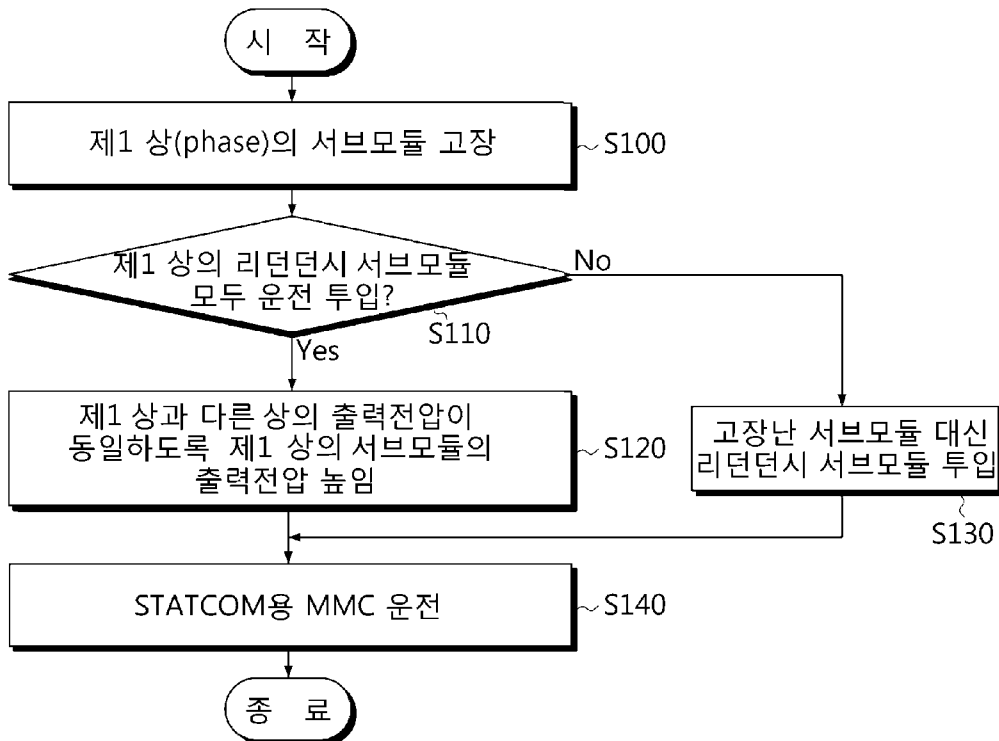 시 작
제1 상(phase)의 서브모듈 고장
S100
제1 상의 리던던시 서브모듈
모두 운전 투입?
S110
No
Yes
제1 상과 다른 상의 출력전압이
동일하도록 제1 상의 서브모듈의
출력전압 높임
S120
고장난 서브모듈 대신
리던던시 서브모듈 투입
S130
STATCOM용 MMC 운전
S140
종 료